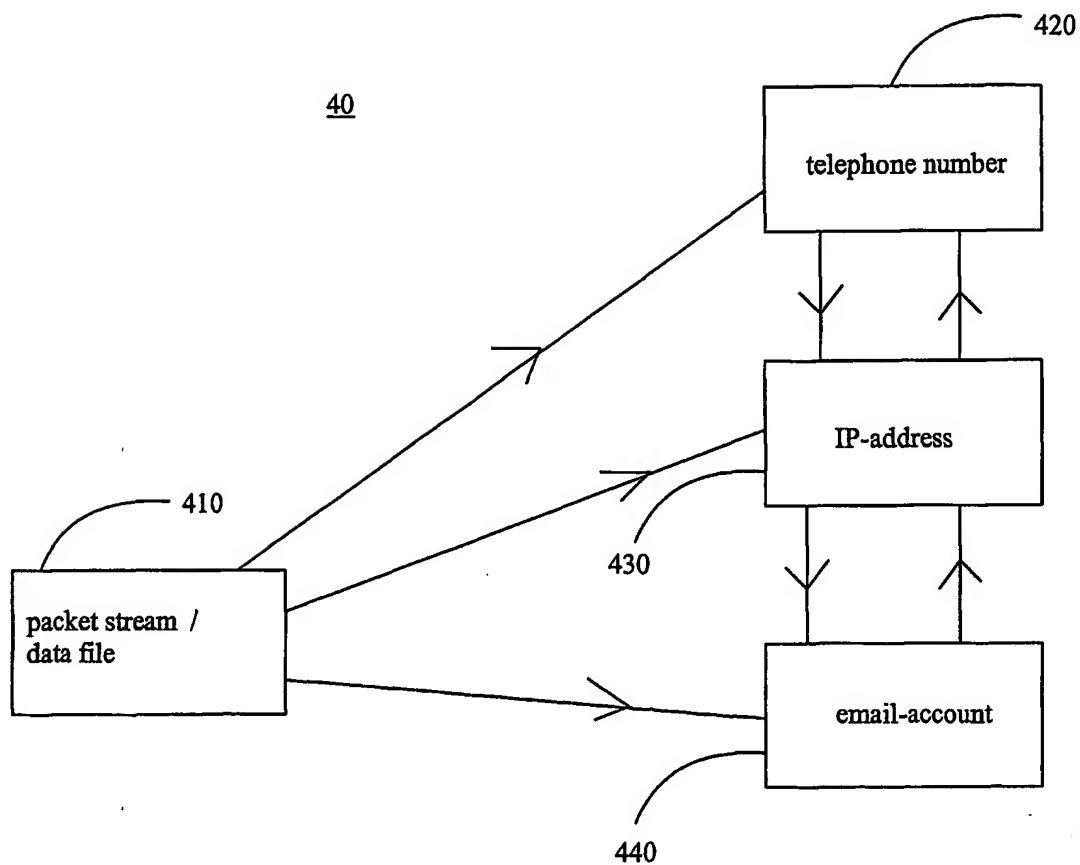 420
40
telephone number
IP-address
410
430
packet stream /
data file
email-account
440